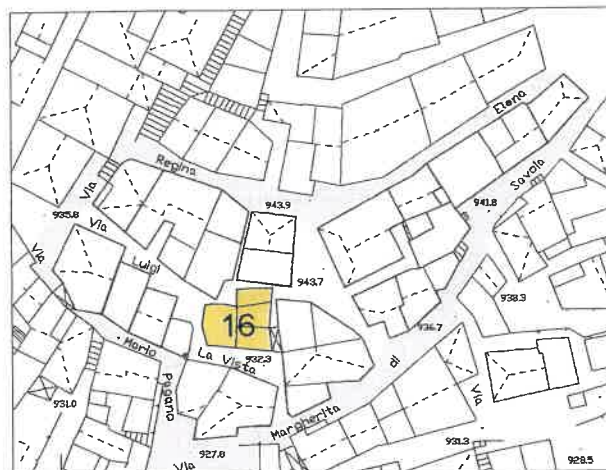 Elena
Regina
Savoia
943.9
941.8
Via
935.8
Via
Via
Luigi
943.7
938.3
16
936.7
Mario
La Vista
932.3
di
Pagano
Margherita
Via
931.0
927.8
Via
931.3
928.5